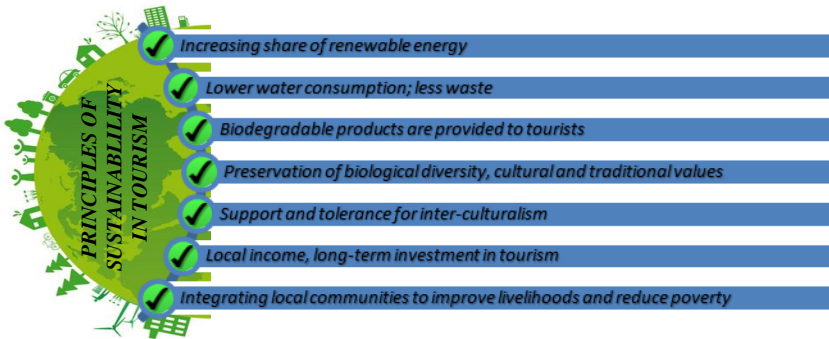 PRINCIPLES OF
SUSTAINABLILITY
IN TOURISM
Increasing share of renewable energy
Lower water consumption; less waste
Biodegradable products are provided to tourists
Preservation of biological diversity, cultural and traditional values
Support and tolerance for inter-culturalism
Local income, long-term investment in tourism
Integrating local communities to improve livelihoods and reduce poverty